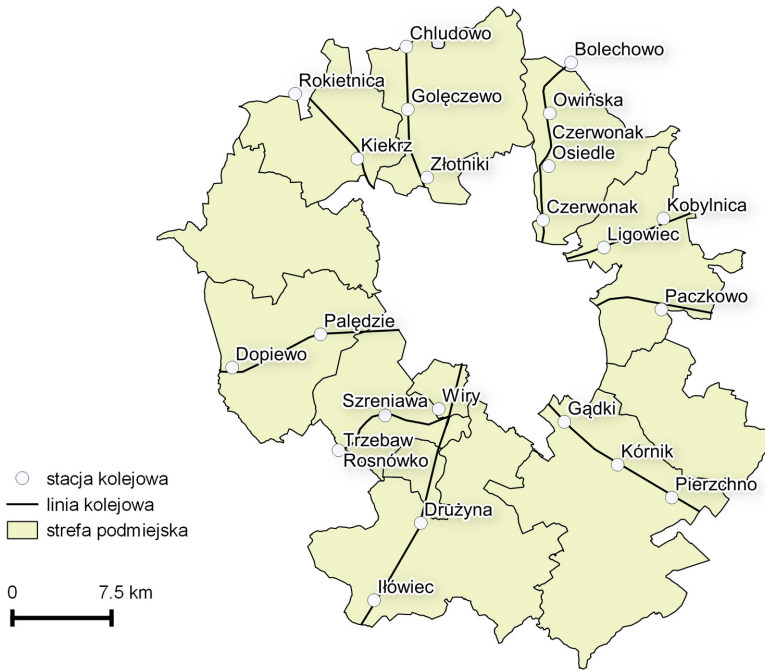 Chludowo
Bolechowo
Rokietnica
Golęczewo
Owińska
Czerwonak
Osiedle
Kiekrz
Złotniki
Czerwonak
Kobylnica
Ligowiec
Paczkowo
Palędzie
Dopiewo
Szreniawa
Wiry
Gądki
Trzebaw
Rosnówko
Kórnik
Pierzchno
Drużyna
Iłówiec
stacja kolejowa
linia kolejowa
strefa podmiejska
0 7.5 km